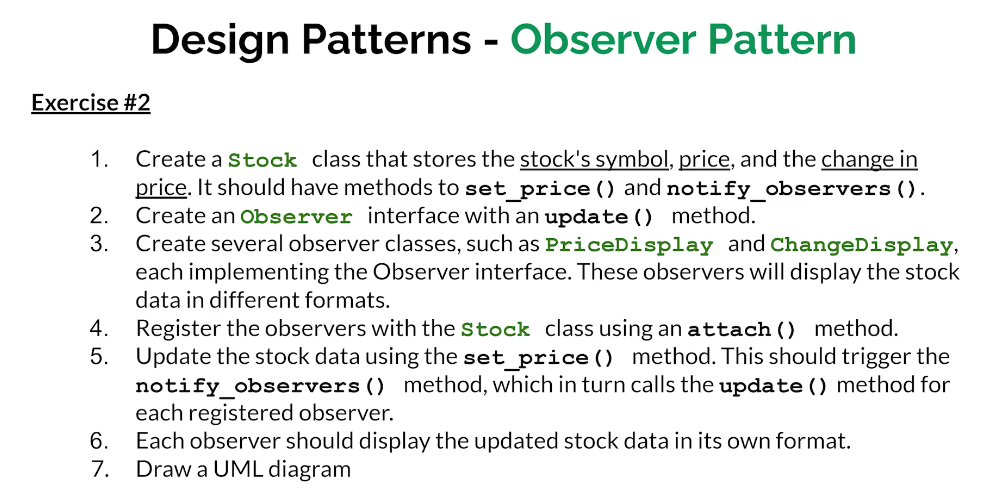 Design Patterns - Observer Pattern
Exercise #2
1. Create a Stock class that stores the stock's symbol, price, and the change in
price. It should have methods to set_price() and notify_observers().
2. Create an Observer interface with an update() method.
3. Create several observer classes, such as PriceDisplay and ChangeDisplay,
each implementing the Observer interface. These observers will display the stock
data in different formats.
4. Register the observers with the Stock class using an attach() method.
5. Update the stock data using the set_price() method. This should trigger the
notify_observers() method, which in turn calls the update() method for
each registered observer.
6. Each observer should display the updated stock data in its own format.
7. Draw a UML diagram